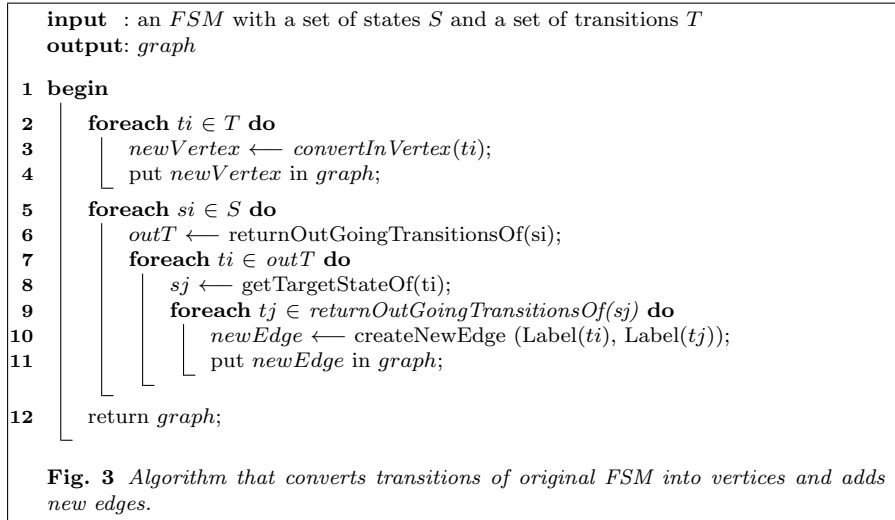 input : an FSM with a set of states S and a set of transitions T
output: graph
1 begin
2 foreach ti ∈ T do
3 newVertex ⟵ convertInVertex(ti);
4 put newVertex in graph;
5 foreach si ∈ S do
6 outT ⟵ returnOutGoingTransitionsOf(si);
7 foreach ti ∈ outT do
8 sj ⟵ getTargetStateOf(ti);
9 foreach tj ∈ returnOutGoingTransitionsOf(sj) do
10 newEdge ⟵ createNewEdge (Label(ti), Label(tj));
11 put newEdge in graph;
12 return graph;
Fig. 3 Algorithm that converts transitions of original FSM into vertices and adds
new edges.